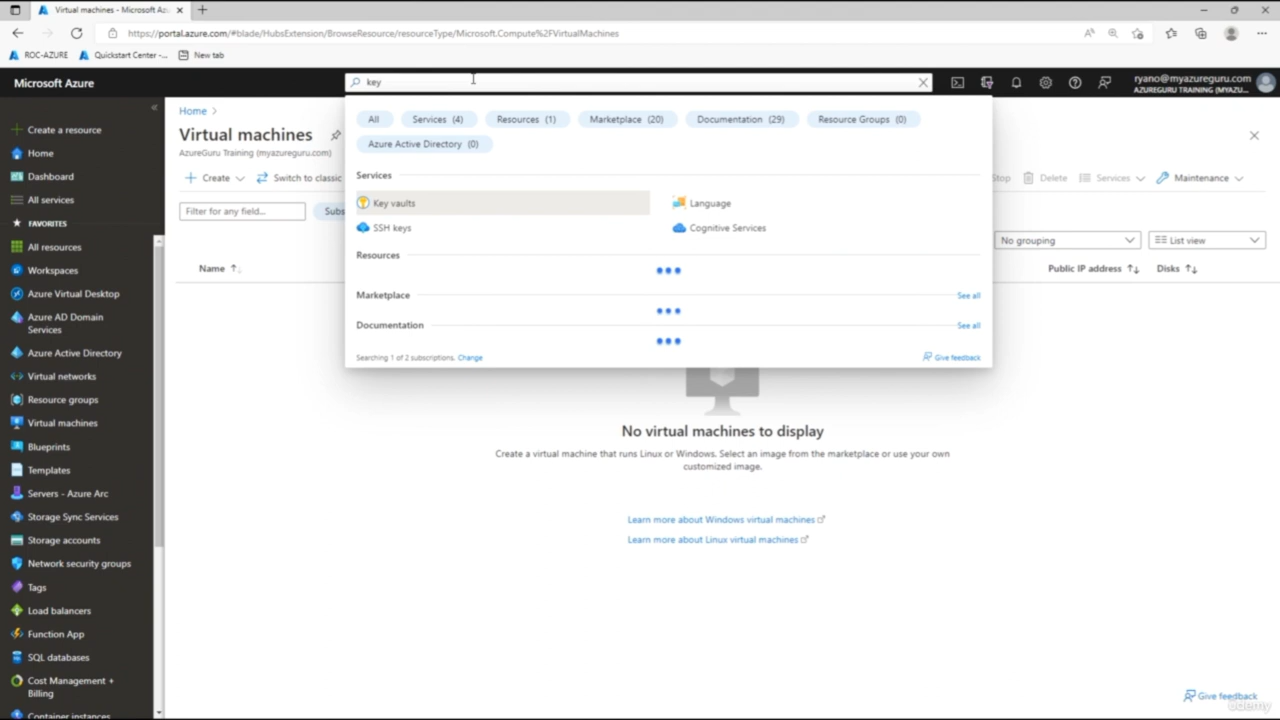 Virtual machines - Microsoft Az
https://portal.azure.com/#blade/HubsExtension/BrowseResource/resourceType/Microsoft.Compute%2FVirtualMachines
ROC-AZURE
Quickstart Center -...
New tab
Microsoft Azure
key
ryano@myazureguru.com
AZUREGURU TRAINING (MYAZU...
Create a resource
Home
Dashboard
All services
FAVORITES
All resources
Workspaces
Azure Virtual Desktop
Azure AD Domain
Services
Azure Active Directory
Virtual networks
Resource groups
Virtual machines
Blueprints
Templates
Servers - Azure Arc
Storage Sync Services
Storage accounts
Network security groups
Tags
Load balancers
Function App
SQL databases
Cost Management +
Billing
Container instances
Home >
Virtual machines
AzureGuru Training (myazureguru.com)
Create
Switch to classic
Stop
Delete
Services
Maintenance
Filter for any field...
Subs
No grouping
List view
Name
Public IP address
Disks
All
Services (4)
Resources (1)
Marketplace (20)
Documentation (29)
Resource Groups (0)
Azure Active Directory (0)
Services
Key vaults
Language
SSH keys
Cognitive Services
Resources
Marketplace
See all
Documentation
See all
Searching 1 of 2 subscriptions. Change
Give feedback
No virtual machines to display
Create a virtual machine that runs Linux or Windows. Select an image from the marketplace or use your own
customized image.
Learn more about Windows virtual machines
Learn more about Linux virtual machines
Give feedback
ûdemy